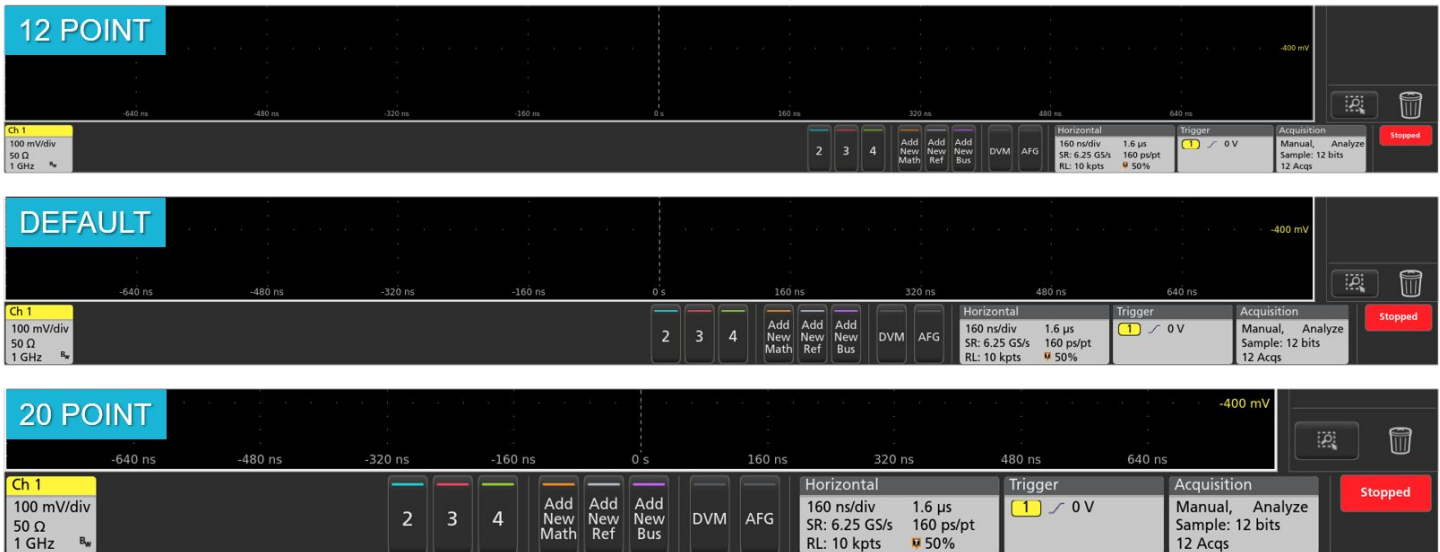 12 POINT
-400 mV
-640 ns -480 ns -320 ns -160 ns 0 s 160 ns 320 ns 480 ns 640 ns
Ch 1
100 mV/div
50 Ω
1 GHz Bw
2 3 4
Add New Math
Add New Ref
Add New Bus
DVM AFG
Horizontal
160 ns/div 1.6 µs
SR: 6.25 GS/s 160 ps/pt
RL: 10 kpts 50%
Trigger
1 0 V
Acquisition
Manual, Analyze
Sample: 12 bits
12 Acqs
Stopped
DEFAULT
-400 mV
-640 ns -480 ns -320 ns -160 ns 0 s 160 ns 320 ns 480 ns 640 ns
Ch 1
100 mV/div
50 Ω
1 GHz Bw
2 3 4
Add New Math
Add New Ref
Add New Bus
DVM AFG
Horizontal
160 ns/div 1.6 µs
SR: 6.25 GS/s 160 ps/pt
RL: 10 kpts 50%
Trigger
1 0 V
Acquisition
Manual, Analyze
Sample: 12 bits
12 Acqs
Stopped
20 POINT
-400 mV
-640 ns -480 ns -320 ns -160 ns 0 s 160 ns 320 ns 480 ns 640 ns
Ch 1
100 mV/div
50 Ω
1 GHz Bw
2 3 4
Add New Math
Add New Ref
Add New Bus
DVM AFG
Horizontal
160 ns/div 1.6 µs
SR: 6.25 GS/s 160 ps/pt
RL: 10 kpts 50%
Trigger
1 0 V
Acquisition
Manual, Analyze
Sample: 12 bits
12 Acqs
Stopped